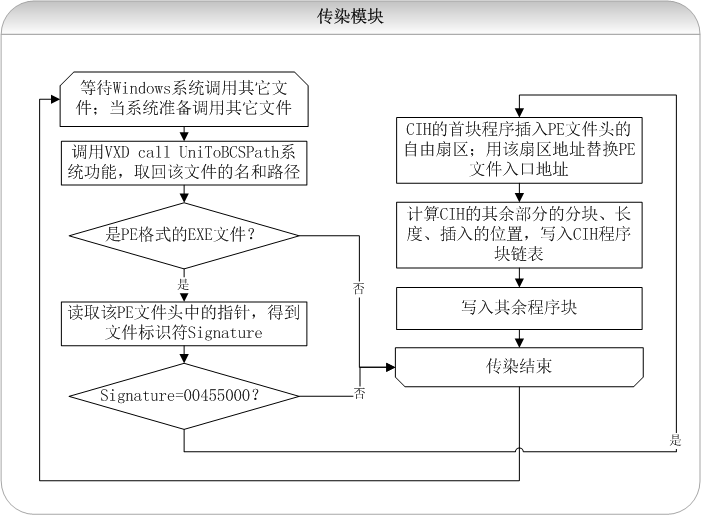 传染模块
等待Windows系统调用其它文
件；当系统准备调用其它文件
调用VXD call UniToBCSPath系
统功能，取回该文件的名和路径
是PE格式的EXE文件？
是
读取该PE文件头中的指针，得到
文件标识符Signature
Signature=00455000？
否
否
CIH的首块程序插入PE文件头的
自由扇区；用该扇区地址替换PE
文件入口地址
计算CIH的其余部分的分块、长
度、插入的位置，写入CIH程序
块链表
写入其余程序块
传染结束
是